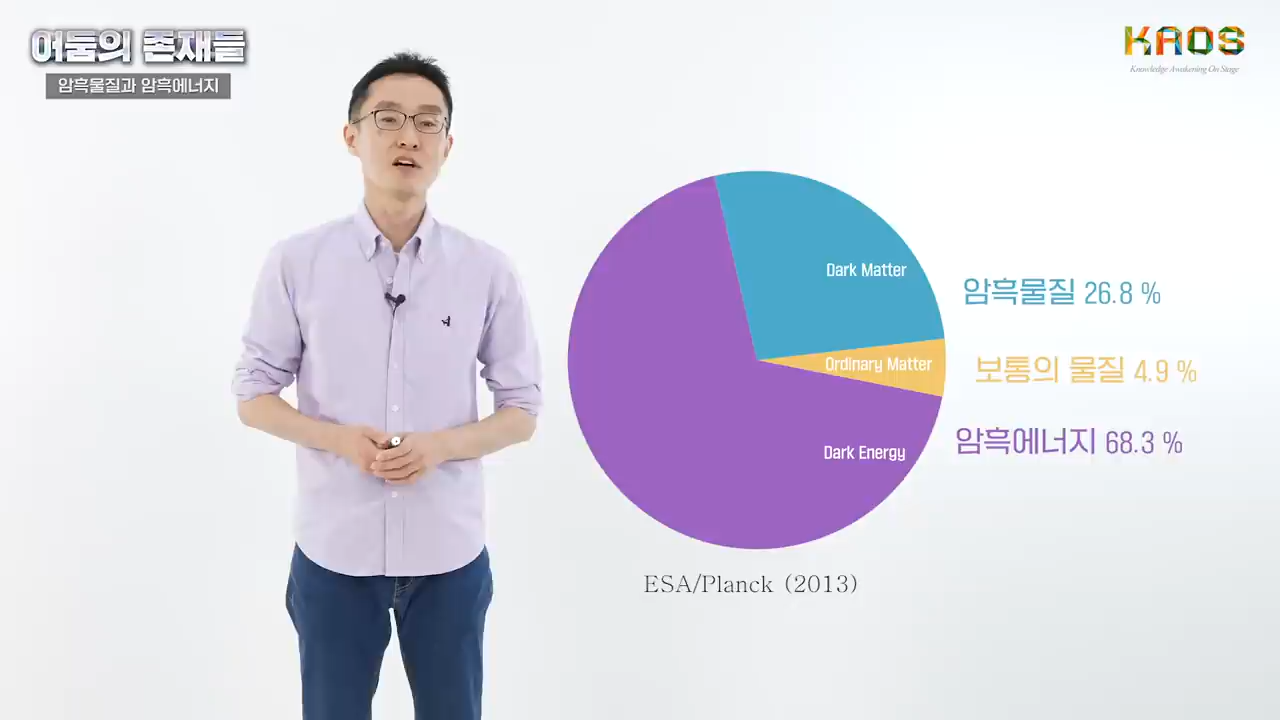 어둠의 존재들
암흑물질과 암흑에너지
KAOS
Knowledge Awakening On Stage
Dark Matter
암흑물질 26.8 %
Ordinary Matter
보통의 물질 4.9 %
Dark Energy
암흑에너지 68.3 %
ESA/Planck (2013)